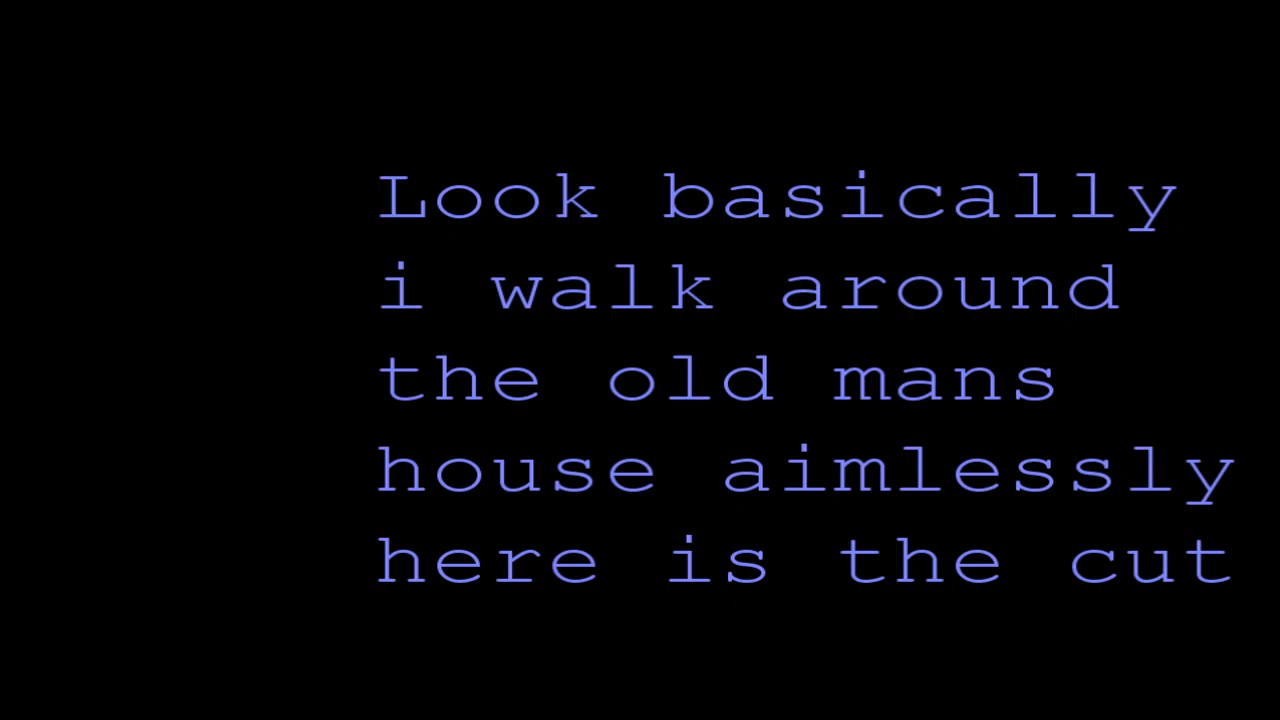 Look basically
i walk around
the old mans
house aimlessly
here is the cut